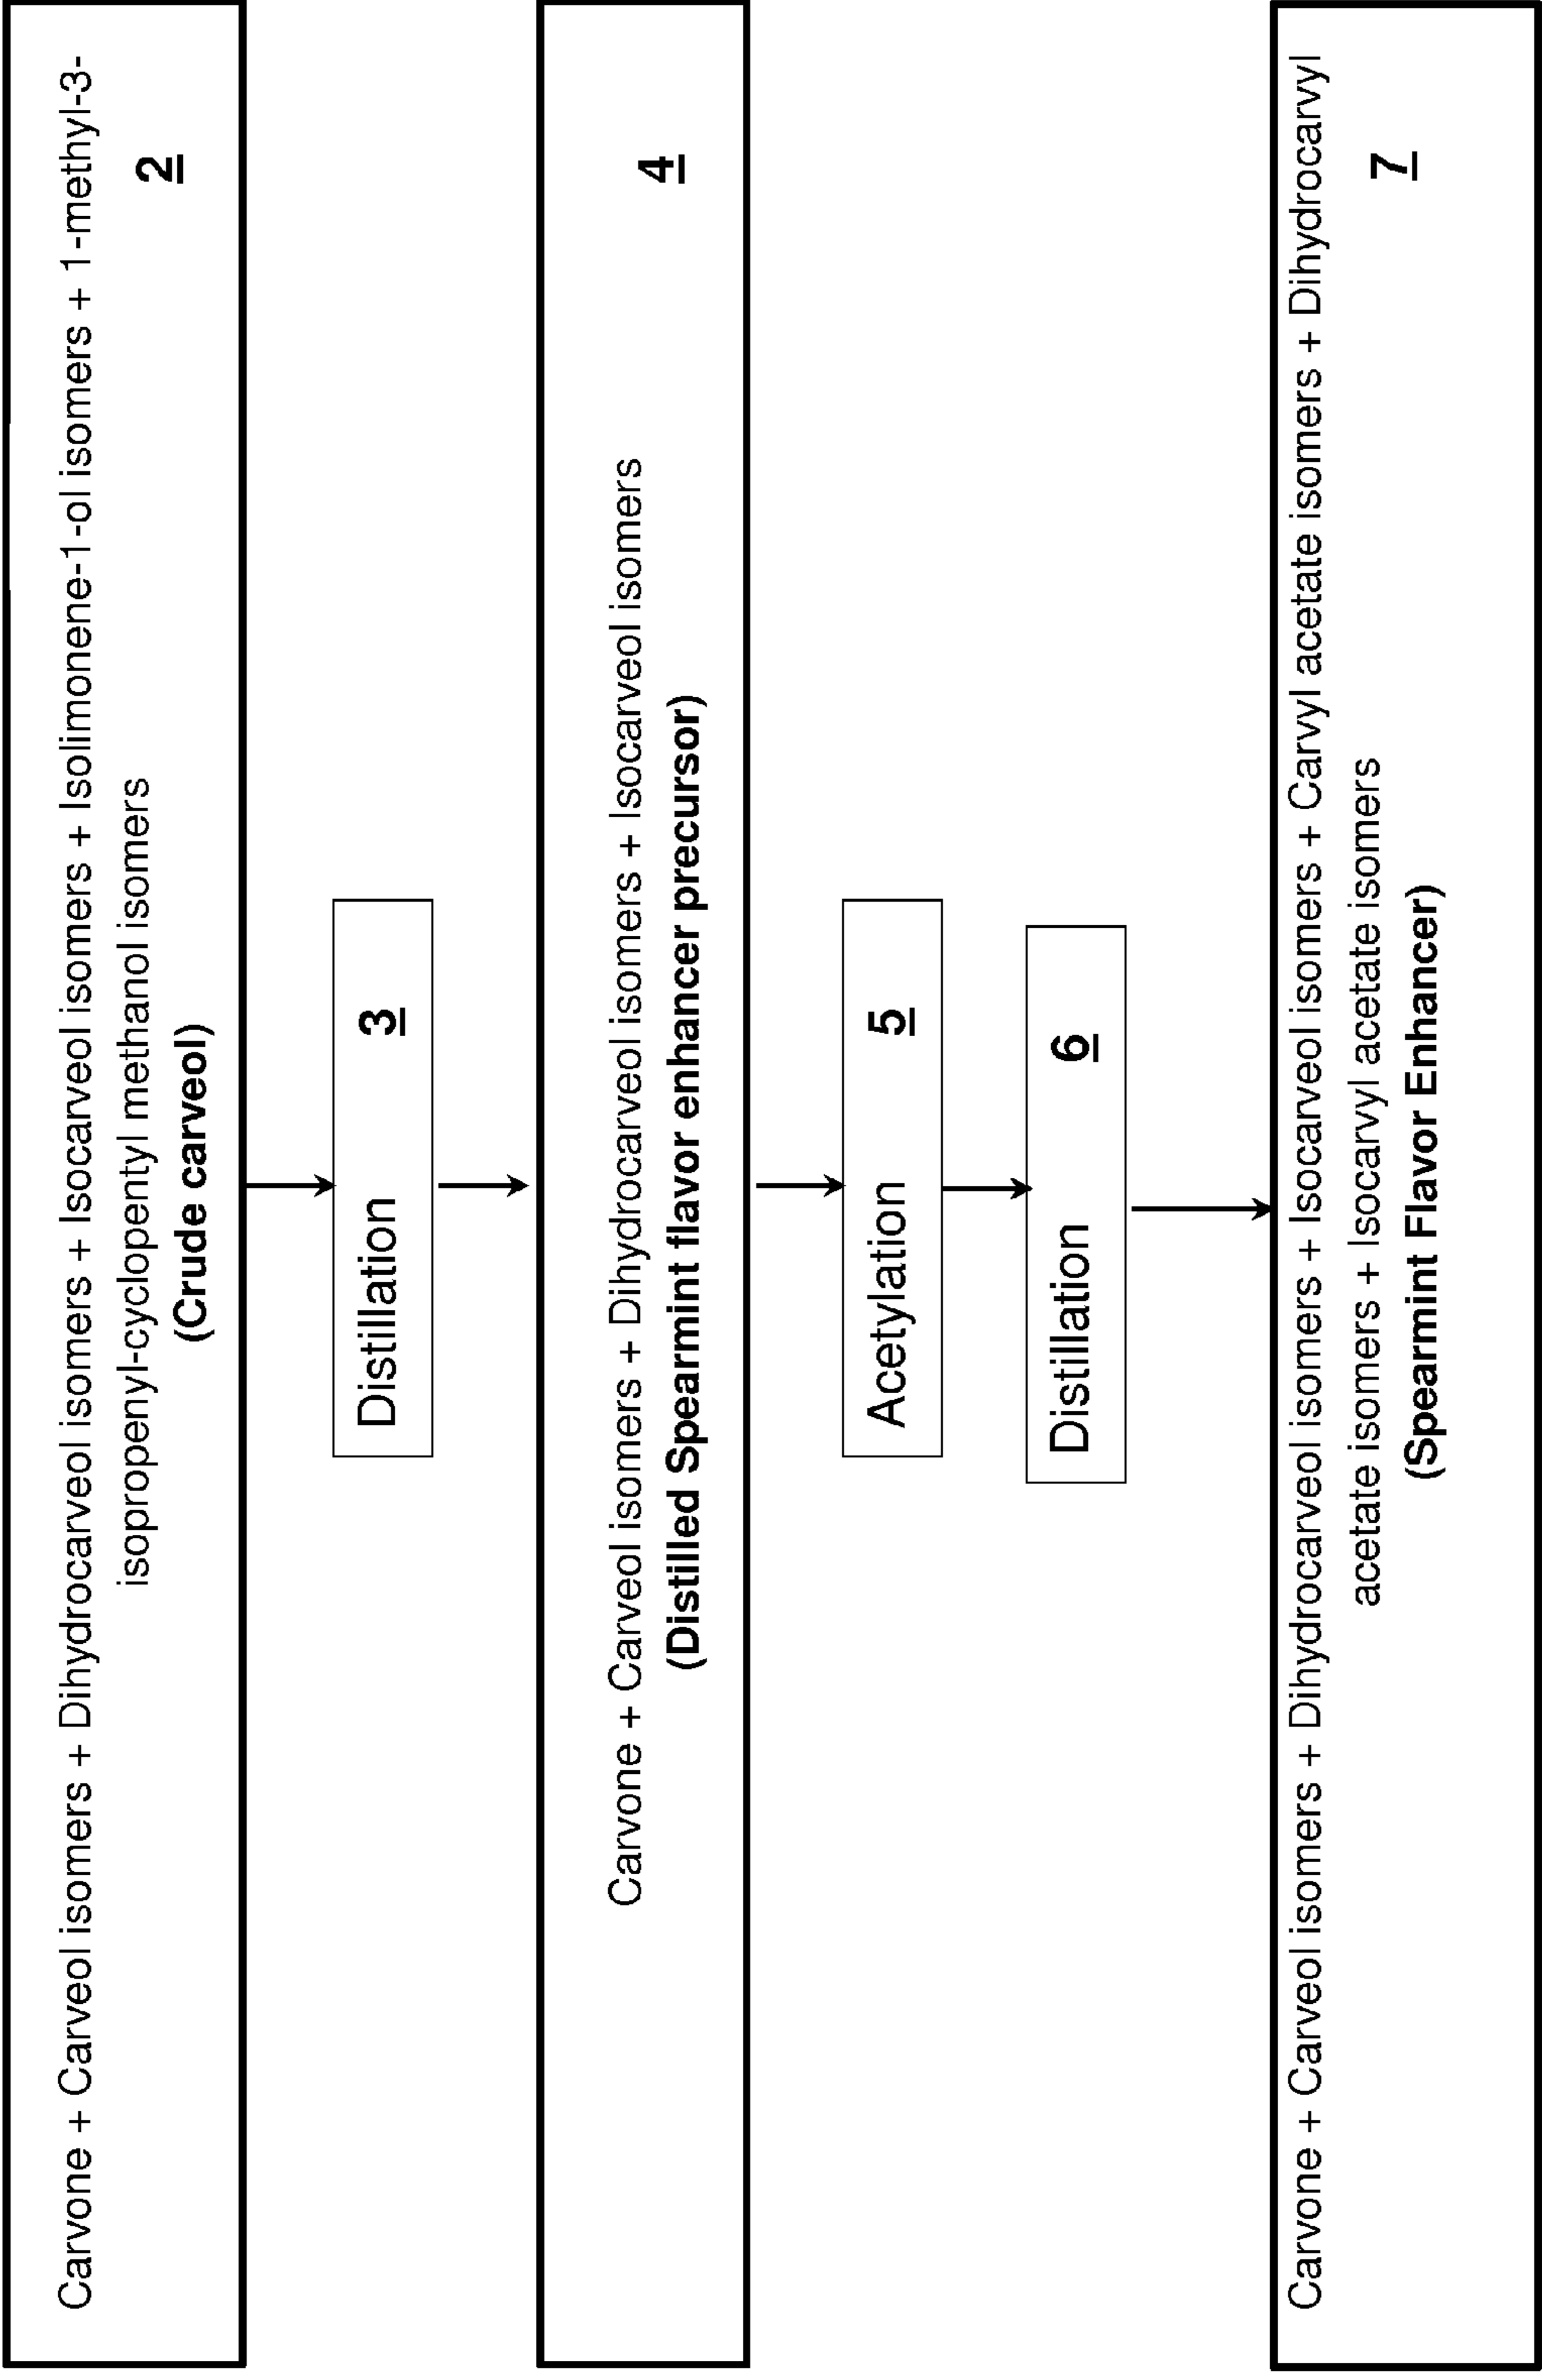 Carvone + Carveol isomers + Dihydrocarveol isomers + Isocarveol isomers + Isolimonene-1-ol isomers + 1-methyl-3-
isopropenyl-cyclopentyl methanol isomers
2
(Crude carveol)
Distillation 3
Carvone + Carveol isomers + Dihydrocarveol isomers + Isocarveol isomers
(Distilled Spearmint flavor enhancer precursor)
4
Acetylation 5
Distillation 6
Carvone + Carveol isomers + Dihydrocarveol isomers + Isocarveol isomers + Carvyl acetate isomers + Dihydrocarvyl
acetate isomers + Isocarvyl acetate isomers
7
(Spearmint Flavor Enhancer)